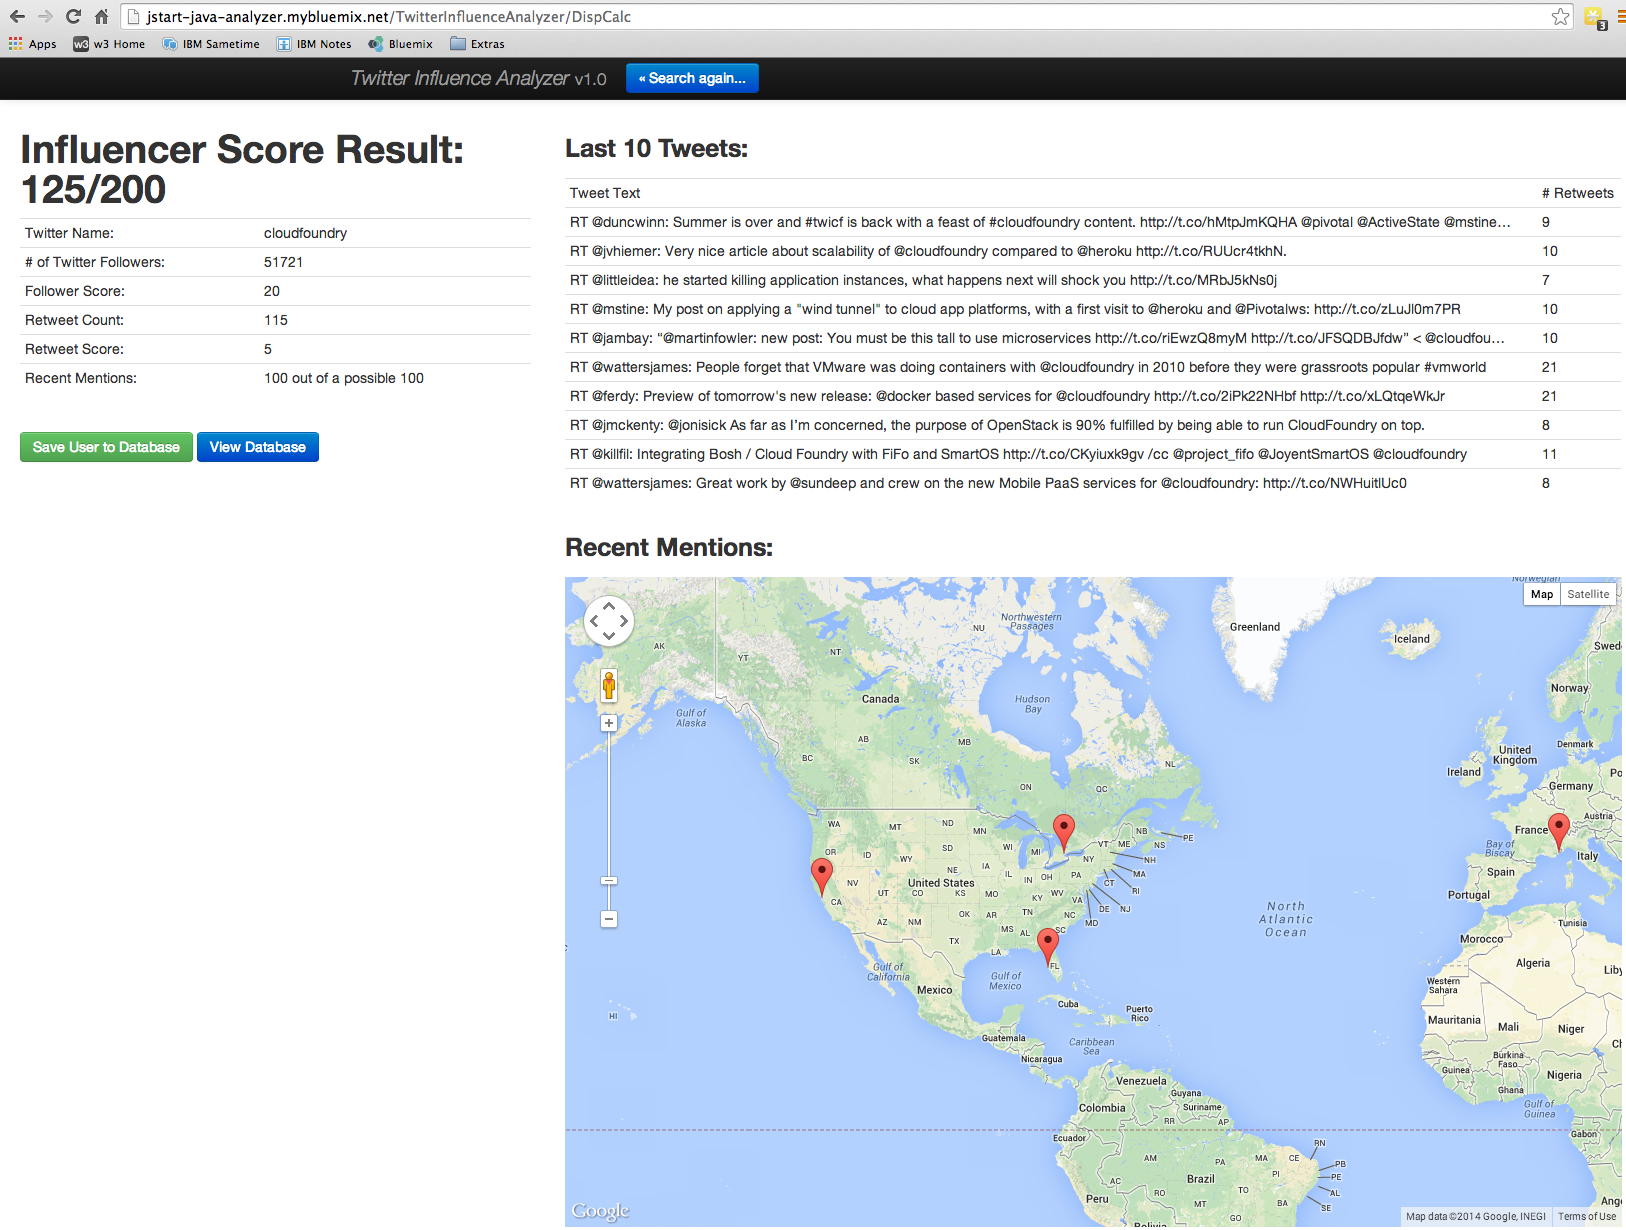 jstart-java-analyzer.mybluemix.net/TwitterInfluenceAnalyzer/DispCalc
3
Apps w3 w3 Home IBM Sametime IBM Notes Bluemix Extras
Twitter Influence Analyzer v1.0 « Search again...
Influencer Score Result:
125/200
Twitter Name: cloudfoundry
# of Twitter Followers: 51721
Follower Score: 20
Retweet Count: 115
Retweet Score: 5
Recent Mentions: 100 out of a possible 100
Save User to Database View Database
Last 10 Tweets:
Tweet Text # Retweets
RT @duncwinn: Summer is over and #twicf is back with a feast of #cloudfoundry content. http://t.co/hMtpJmKQHA @pivotal @ActiveState @mstine… 9
RT @jvhiemer: Very nice article about scalability of @cloudfoundry compared to @heroku http://t.co/RUUcr4tkhN. 10
RT @littleidea: he started killing application instances, what happens next will shock you http://t.co/MRbJ5kNs0j 7
RT @mstine: My post on applying a "wind tunnel" to cloud app platforms, with a first visit to @heroku and @Pivotalws: http://t.co/zLuJl0m7PR 10
RT @jambay: “@martinfowler: new post: You must be this tall to use microservices http://t.co/riEwzQ8myM http://t.co/JFSQDBJfdw” < @cloudfou… 10
RT @wattersjames: People forget that VMware was doing containers with @cloudfoundry in 2010 before they were grassroots popular #vmworld 21
RT @ferdy: Preview of tomorrow's new release: @docker based services for @cloudfoundry http://t.co/2iPk22NHbf http://t.co/xLQtqeWkJr 21
RT @jmckenty: @jonisick As far as I’m concerned, the purpose of OpenStack is 90% fulfilled by being able to run CloudFoundry on top. 8
RT @killfil: Integrating Bosh / Cloud Foundry with FiFo and SmartOS http://t.co/CKyiuxk9gv /cc @project_fifo @JoyentSmartOS @cloudfoundry 11
RT @wattersjames: Great work by @sundeep and crew on the new Mobile PaaS services for @cloudfoundry: http://t.co/NWHuitlUc0 8
Recent Mentions:
Norwegian
Map Satellite
Northwestern
Passages
NU
Greenland
Iceland
AK
Swed
YT
NT
Norway
Canada
Hudson
Bay
Gulf of
Alaska
AB
MB
BC
SK
NL
United
Kingdom
Denmark
Ireland
Po
Germany
ON
QC
WA MT ND MN
NB PE
France
Austria
OR ID WY SD WI MI VT ME NS
NY NH
Bay of
Biscay
Italy
NE IA
NV UT United States IL IN OH PA CT MA
Spain
CO KS MO WV RI
CA KY VA DE NJ
Portugal
AZ NM OK AR TN NC MD
North
Atlantic
Ocean
TX MS AL SC
Tunisia
LA
Morocco
Gulf of
California
FL
Gulf of
Mexico
Algeria
Liby
Mexico
Western
Sahara
Cuba
Puerto
Rico
HI
Mauritania
Mali
Niger
Guatemala
Caribbean
Sea
Ch
Nicaragua
Burkina
Faso
Guinea
Nigeria
Venezuela
Ghana
Guyana
Suriname
Gulf of
Guinea
Colombia
RR AP
Gabon
Ecuador
RN
AM PA MA CE
PB
Brazil PI PE
AC TO AL
RO
Peru
MT BA SE
Ango
GO
Bolivia
Google
Map data ©2014 Google, INEGI Terms of Use